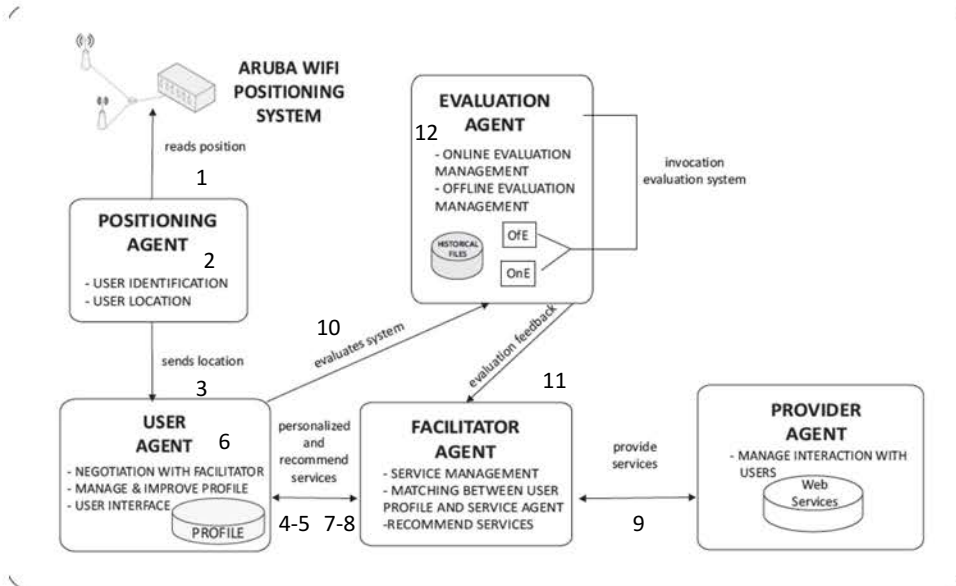 ARUBA WIFI
POSITIONING
SYSTEM
reads position
1
POSITIONING
AGENT
2
- USER IDENTIFICATION
- USER LOCATION
sends location
3
USER
AGENT
6
- NEGOTIATION WITH FACILITATOR
- MANAGE & IMPROVE PROFILE
- USER INTERFACE
PROFILE
10
evaluates system
EVALUATION
AGENT
12
- ONLINE EVALUATION
MANAGEMENT
- OFFLINE EVALUATION
MANAGEMENT
HISTORICAL
FILES
OfE
OnE
invocation
evaluation system
evaluation feedback
11
personalized
and
recommend
services
4-5 7-8
FACILITATOR
AGENT
- SERVICE MANAGEMENT
- MATCHING BETWEEN USER
PROFILE AND SERVICE AGENT
-RECOMMEND SERVICES
provide
services
9
PROVIDER
AGENT
- MANAGE INTERACTION WITH
USERS
Web
Services